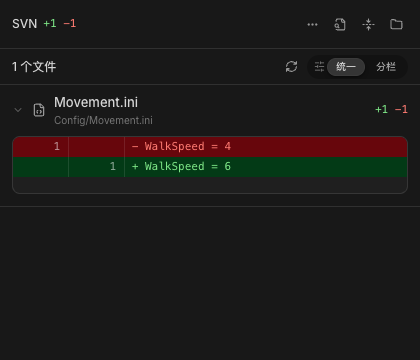 SVN +1 −1
1 个文件 统一 分栏
Movement.ini +1 −1
Config/Movement.ini
1 − WalkSpeed = 4
1 + WalkSpeed = 6